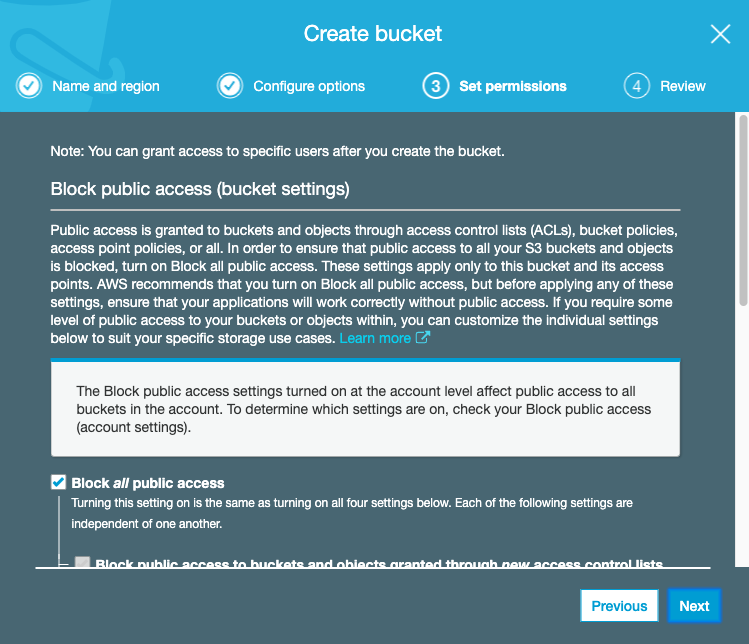 Create bucket
Name and region
Configure options
3 Set permissions
4 Review
Note: You can grant access to specific users after you create the bucket.
Block public access (bucket settings)
Public access is granted to buckets and objects through access control lists (ACLs), bucket policies,
access point policies, or all. In order to ensure that public access to all your S3 buckets and objects
is blocked, turn on Block all public access. These settings apply only to this bucket and its access
points. AWS recommends that you turn on Block all public access, but before applying any of these
settings, ensure that your applications will work correctly without public access. If you require some
level of public access to your buckets or objects within, you can customize the individual settings
below to suit your specific storage use cases. Learn more
The Block public access settings turned on at the account level affect public access to all
buckets in the account. To determine which settings are on, check your Block public access
(account settings).
Block all public access
Turning this setting on is the same as turning on all four settings below. Each of the following settings are
independent of one another.
Block public access to buckets and objects granted through new access control lists
Previous
Next